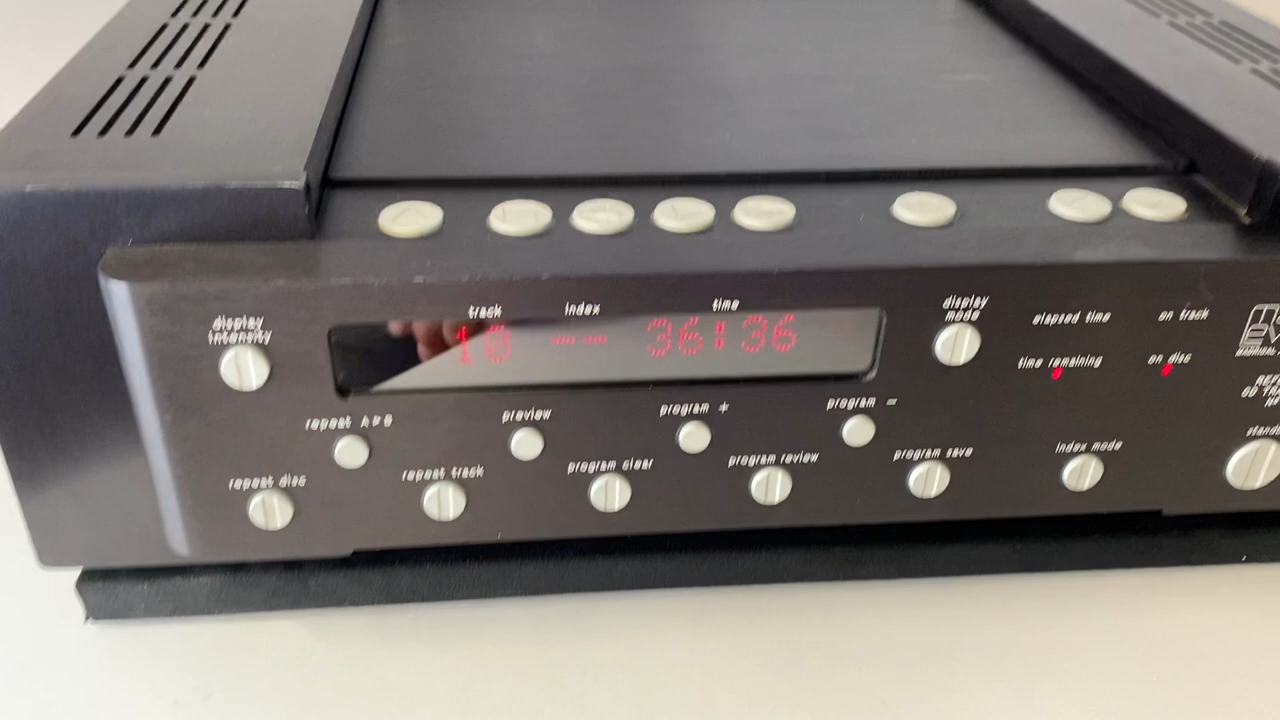 track
index
time
display
mode
elapsed time
on track
display
intensity
10 -- 36:36
time remaining
on disc
MADRIGAL
repeat A▶B
preview
program +
program -
repeat disc
repeat track
program clear
program review
program save
index mode